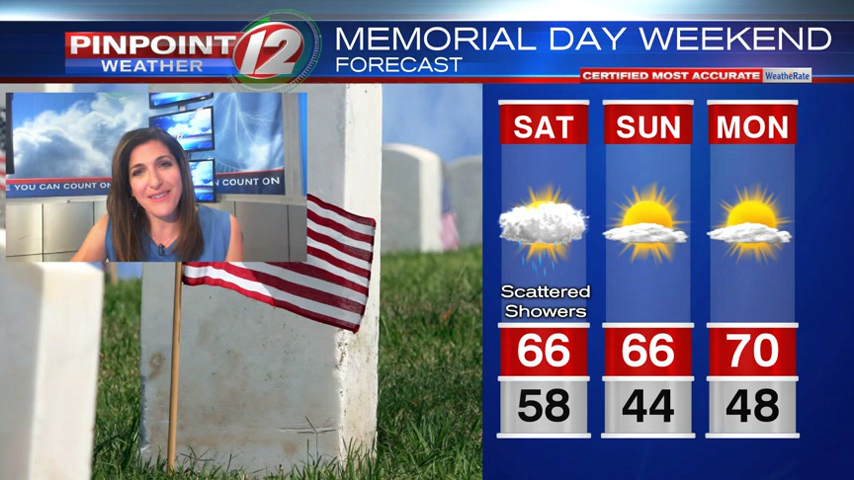 PINPOINT 12
WEATHER
MEMORIAL DAY WEEKEND
FORECAST
CERTIFIED MOST ACCURATE WeatheRate
E YOU CAN COUNT ON
N COUNT ON
SAT SUN MON
Scattered
Showers
66 66 70
58 44 48